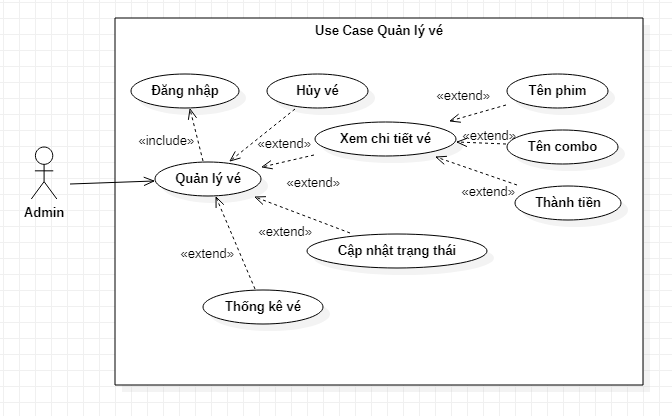 Use Case Quản lý vé
Đăng nhập
Hủy vé
Tên phim
«extend»
«include»
«extend»
Xem chi tiết vé
«extend»
Tên combo
Quản lý vé
«extend»
«extend»
Thành tiền
Admin
«extend»
Cập nhật trạng thái
«extend»
Thống kê vé